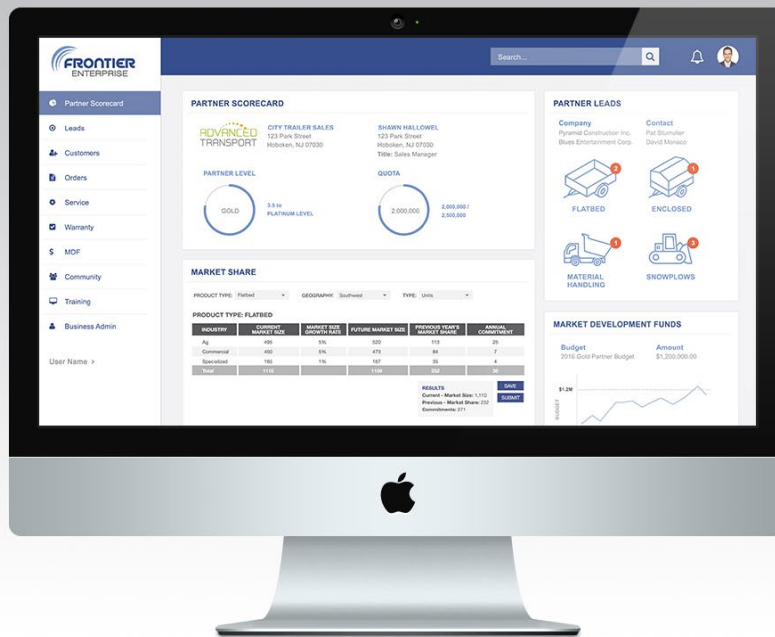 FRONTIER
ENTERPRISE
Search...
Partner Scorecard
Leads
Customers
Orders
Service
Warranty
$ MDF
Community
Training
Business Admin
User Name >
PARTNER SCORECARD
ADVANCED
TRANSPORT
CITY TRAILER SALES
123 Park Street
Hoboken, NJ 07030
SHAWN HALLOWEL
123 Park Street
Hoboken, NJ 07030
Title: Sales Manager
PARTNER LEVEL
GOLD
3.5 to
PLATINUM LEVEL
QUOTA
2,000,000
2,000,000 /
2,500,000
MARKET SHARE
PRODUCT TYPE: Flatbed
GEOGRAPHY: Southwest
TYPE: Units
PRODUCT TYPE: FLATBED
INDUSTRY CURRENT MARKET SIZE MARKET SIZE GROWTH RATE FUTURE MARKET SIZE PREVIOUS YEAR'S MARKET SHARE ANNUAL COMMITMENT
Ag 495 5% 520 113 25
Commercial 450 5% 473 84 7
Specialized 165 1% 167 35 4
Total
RESULTS
Current - Market Size: 1,110
Previous - Market Share: 232
Commitments: 271
SAVE
SUBMIT
PARTNER LEADS
Company Contact
Pyramid Construction Inc. Pat
Blues Entertainment Corp. David Monaco
2
FLATBED
1
ENCLOSED
MATERIAL
HANDLING
3
SNOWPLOWS
MARKET DEVELOPMENT FUNDS
Budget Amount
2016 Gold Partner Budget $1,200,000.00
$1.2M
BUDGET